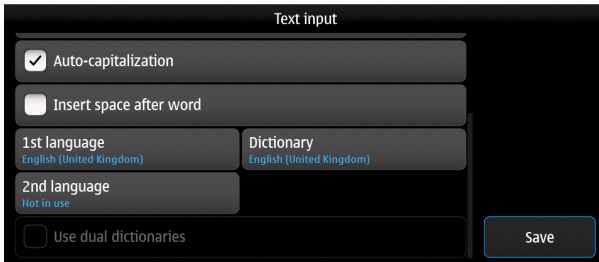 Text input
Auto-capitalization
Insert space after word
1st language
English (United Kingdom)
Dictionary
English (United Kingdom)
2nd language
Not in use
Use dual dictionaries
Save